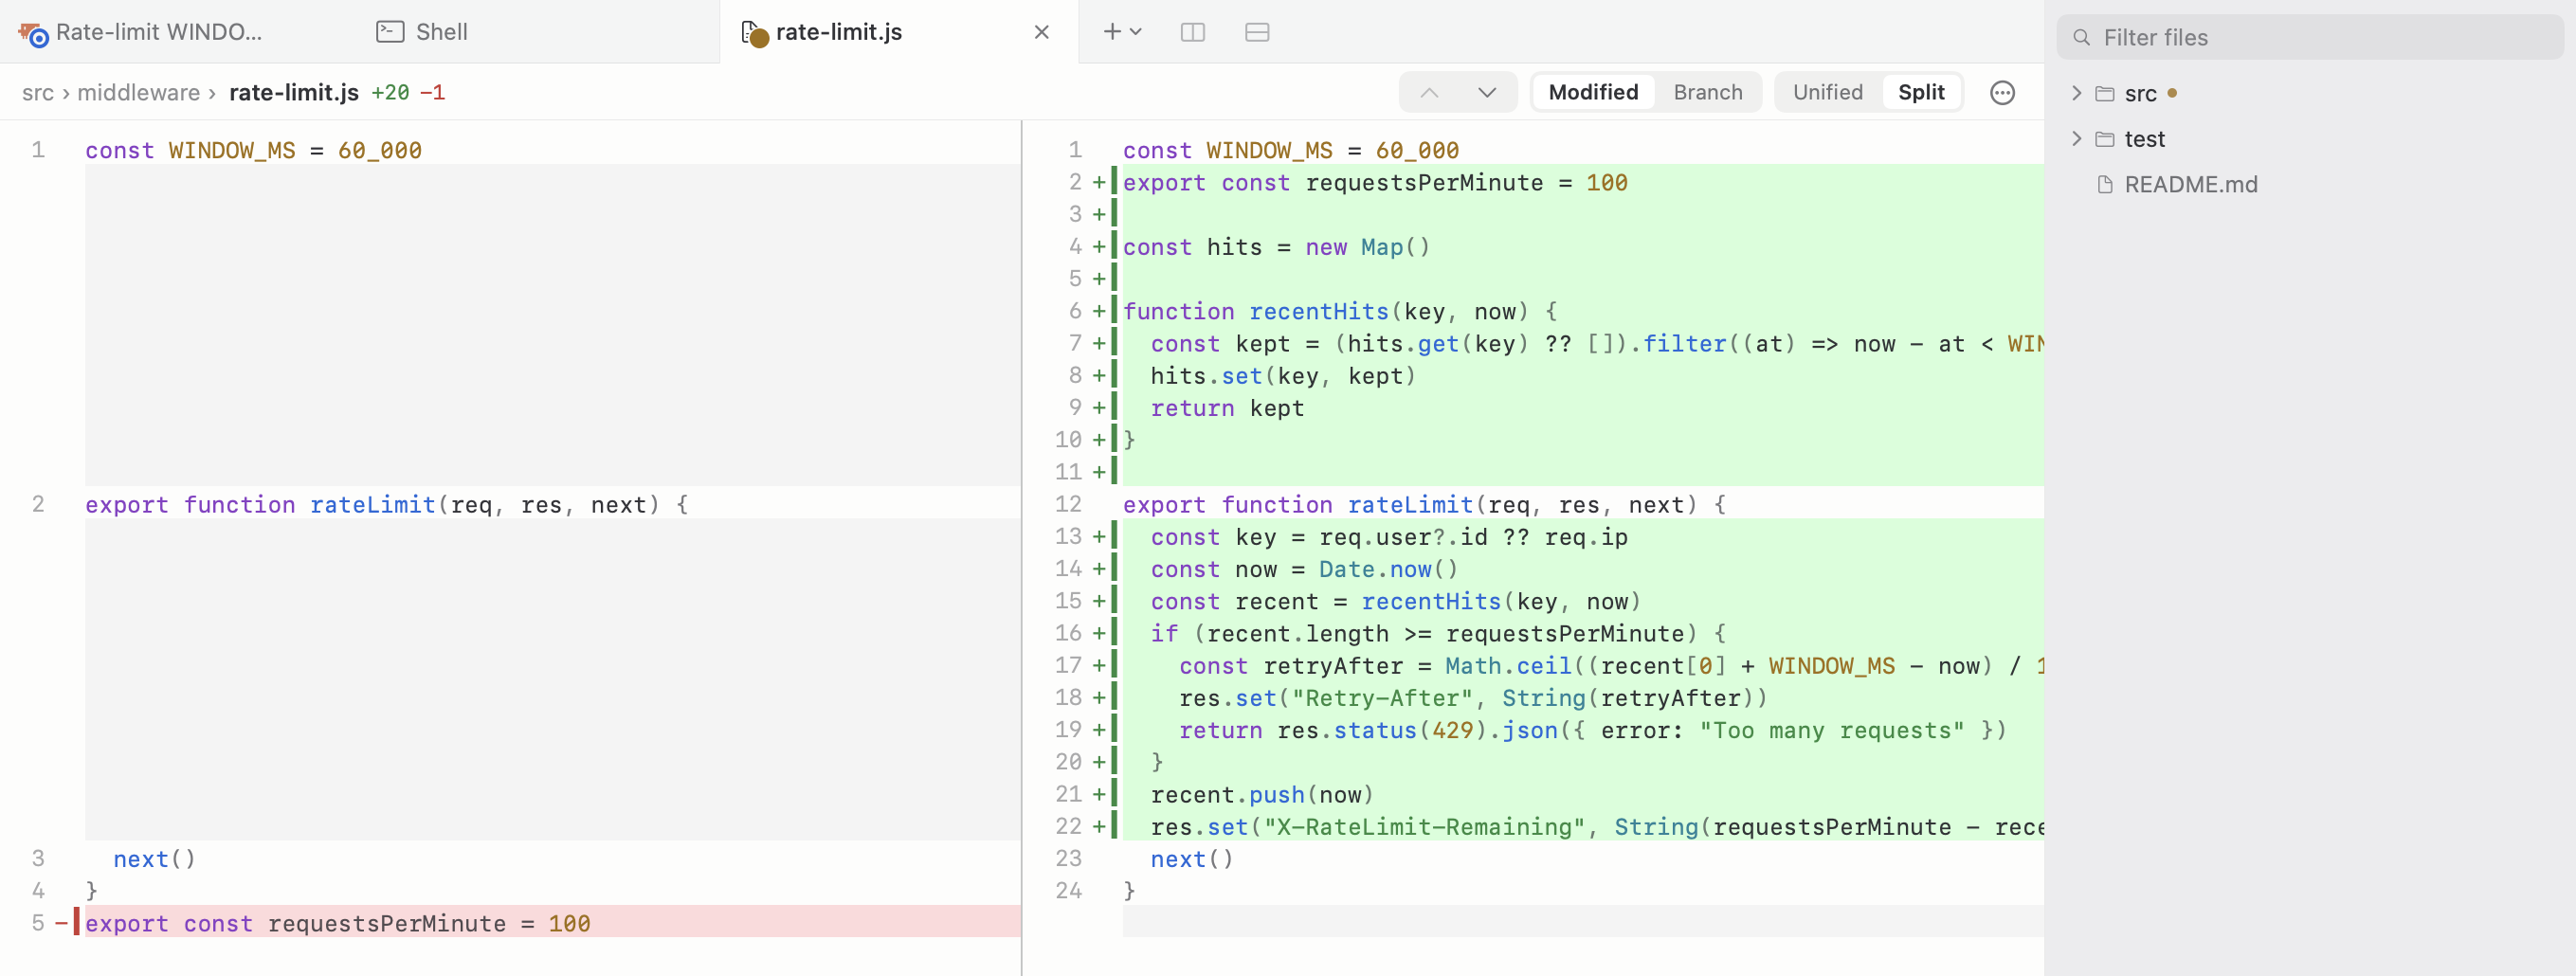 Rate-limit WINDO...
Shell
rate-limit.js
src › middleware › rate-limit.js +20 −1
Modified Branch
Unified Split
1 const WINDOW_MS = 60_000
2 export function rateLimit(req, res, next) {
3 next()
4 }
5 − export const requestsPerMinute = 100
1 const WINDOW_MS = 60_000
2 + export const requestsPerMinute = 100
3 +
4 + const hits = new Map()
5 +
6 + function recentHits(key, now) {
7 + const kept = (hits.get(key) ?? []).filter((at) => now - at < WIN
8 + hits.set(key, kept)
9 + return kept
10 + }
11 +
12 export function rateLimit(req, res, next) {
13 + const key = req.user?.id ?? req.ip
14 + const now = Date.now()
15 + const recent = recentHits(key, now)
16 + if (recent.length >= requestsPerMinute) {
17 + const retryAfter = Math.ceil((recent[0] + WINDOW_MS - now) / 1
18 + res.set("Retry-After", String(retryAfter))
19 + return res.status(429).json({ error: "Too many requests" })
20 + }
21 + recent.push(now)
22 + res.set("X-RateLimit-Remaining", String(requestsPerMinute - rece
23 next()
24 }
Filter files
src
test
README.md